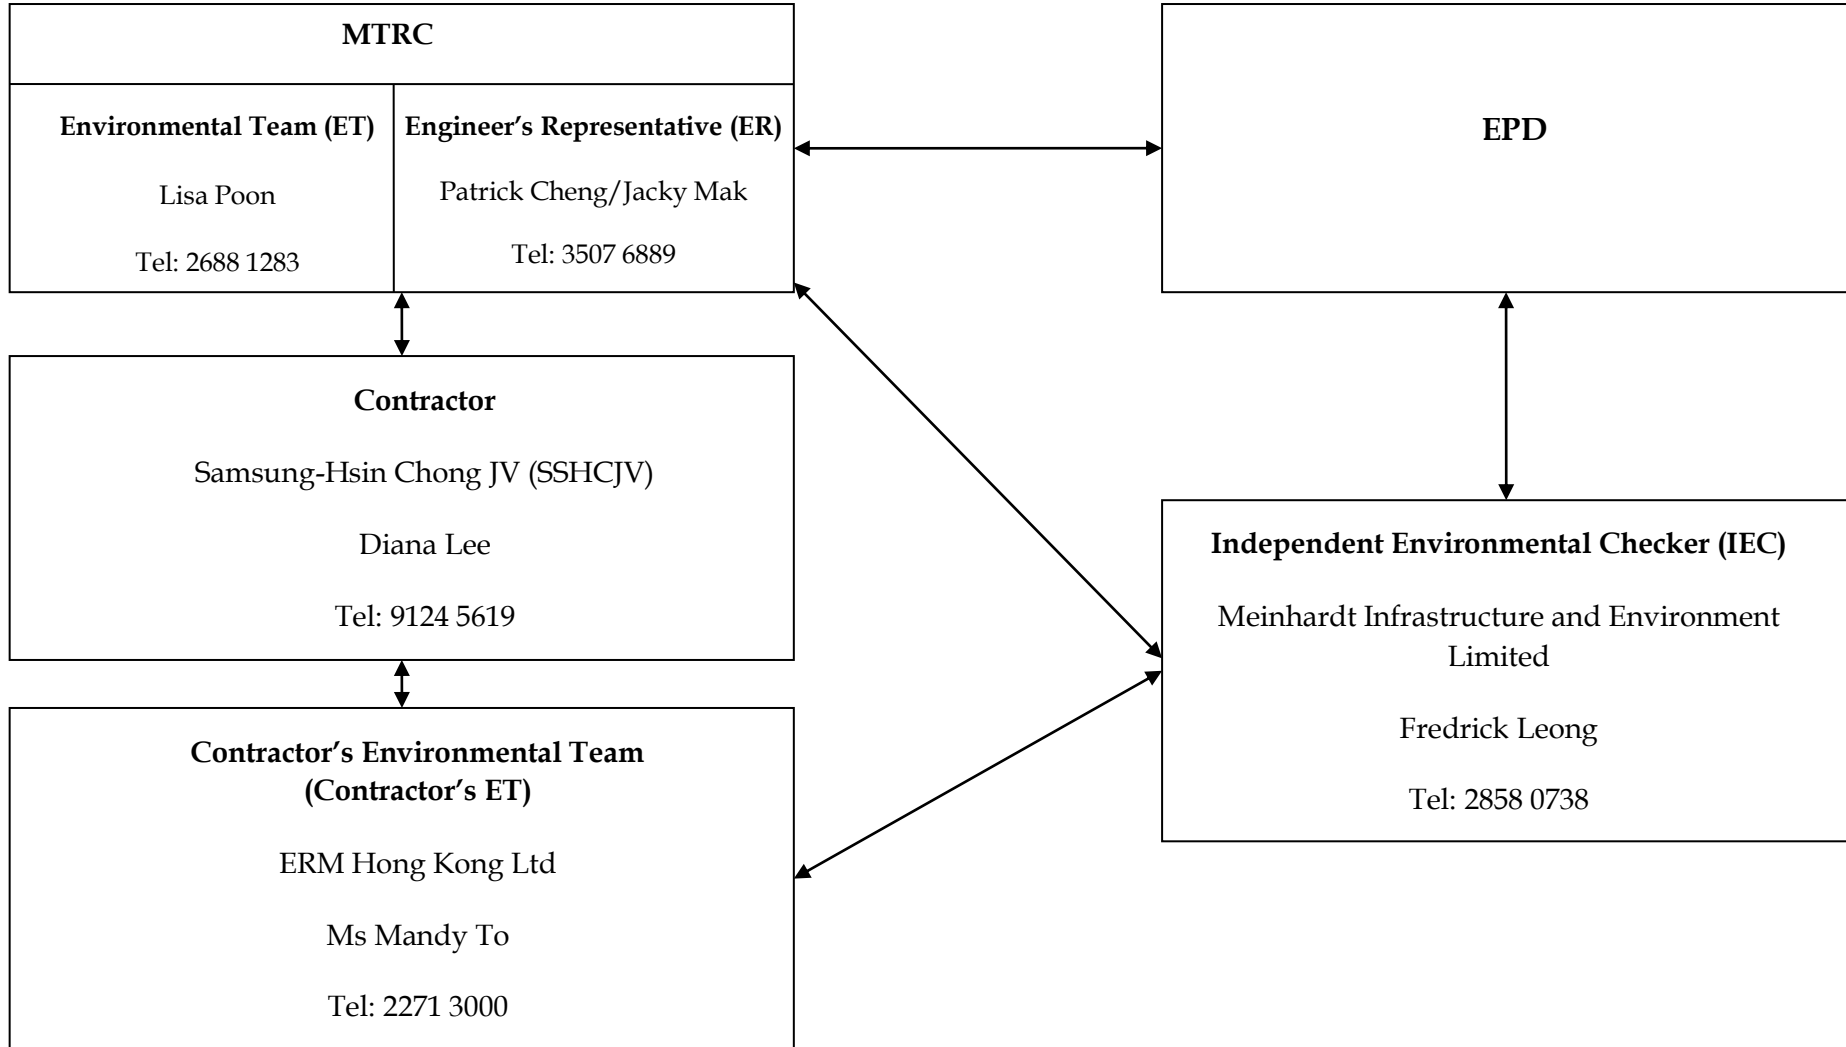 MTRC
Environmental Team (ET)
Lisa Poon
Tel: 2688 1283
Engineer’s Representative (ER)
Patrick Cheng/Jacky Mak
Tel: 3507 6889
EPD
Contractor
Samsung-Hsin Chong JV (SSHCJV)
Diana Lee
Tel: 9124 5619
Independent Environmental Checker (IEC)
Meinhardt Infrastructure and Environment
Limited
Fredrick Leong
Tel: 2858 0738
Contractor’s Environmental Team
(Contractor’s ET)
ERM Hong Kong Ltd
Ms Mandy To
Tel: 2271 3000